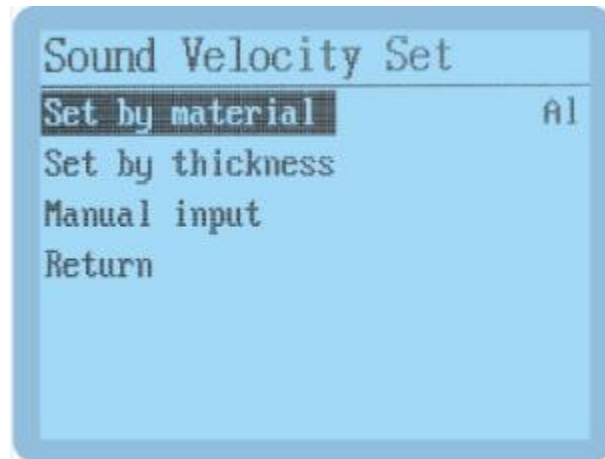 Sound Velocity Set
Set by material Al
Set by thickness
Manual input
Return